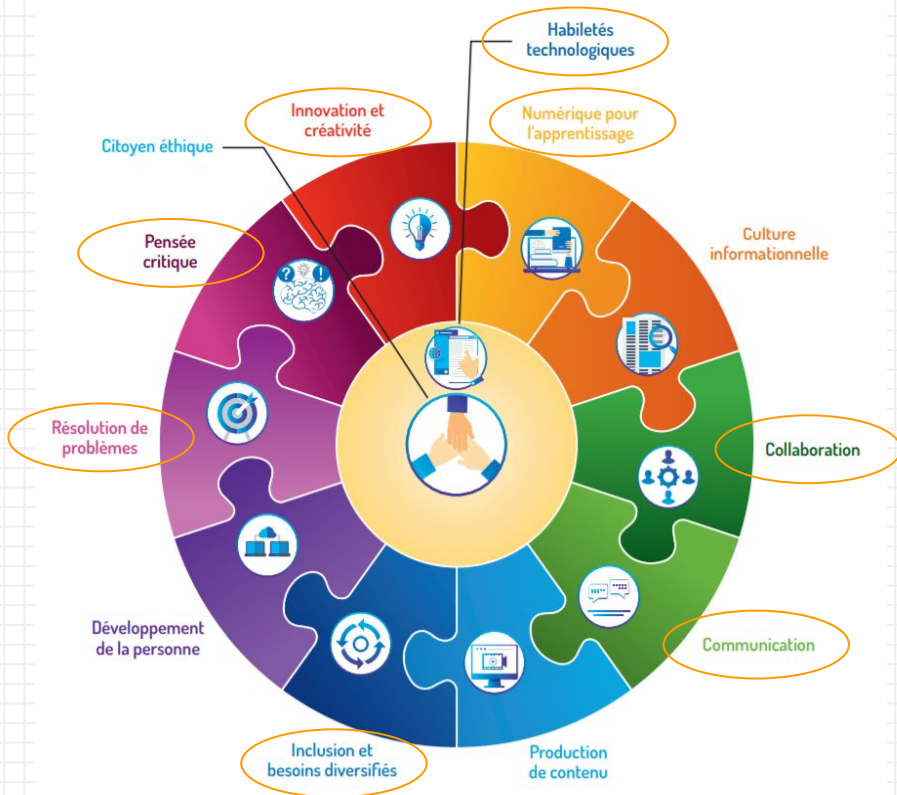 Habiletés
technologiques
Innovation et
créativité
Numérique pour
l'apprentissage
Citoyen éthique
Pensée
critique
Culture
informationnelle
Résolution de
problèmes
Collaboration
Développement
de la personne
Communication
Inclusion et
besoins diversifiés
Production
de contenu
? !